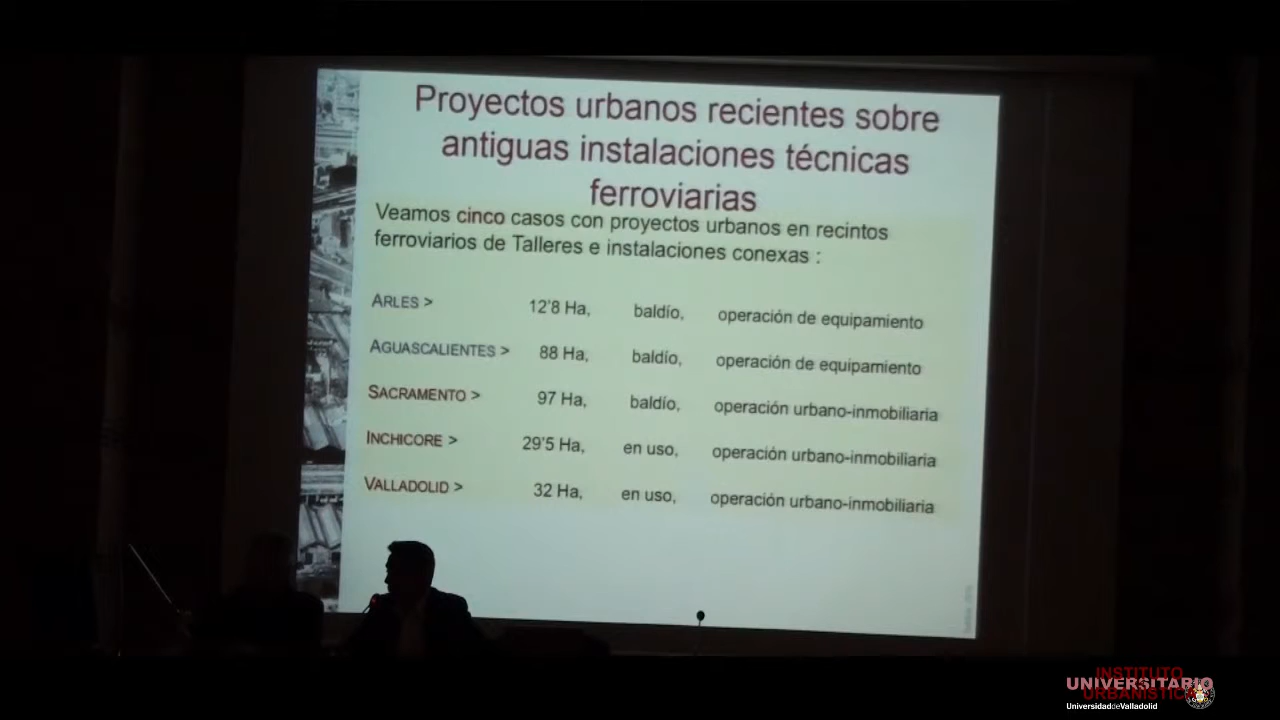 Proyectos urbanos recientes sobre
antiguas instalaciones técnicas
ferroviarias
Veamos cinco casos con proyectos urbanos en recintos
ferroviarios de Talleres e instalaciones conexas :
ARLES > 12'8 Ha, baldío, operación de equipamiento
AGUASCALIENTES > 88 Ha, baldío, operación de equipamiento
SACRAMENTO > 97 Ha, baldío, operación urbano-inmobiliaria
INCHICORE > 29'5 Ha, en uso, operación urbano-inmobiliaria
VALLADOLID > 32 Ha, en uso, operación urbano-inmobiliaria
INSTITUTO
UNIVERSITARIO
URBANÍSTICA
UniversidaddeValladolid